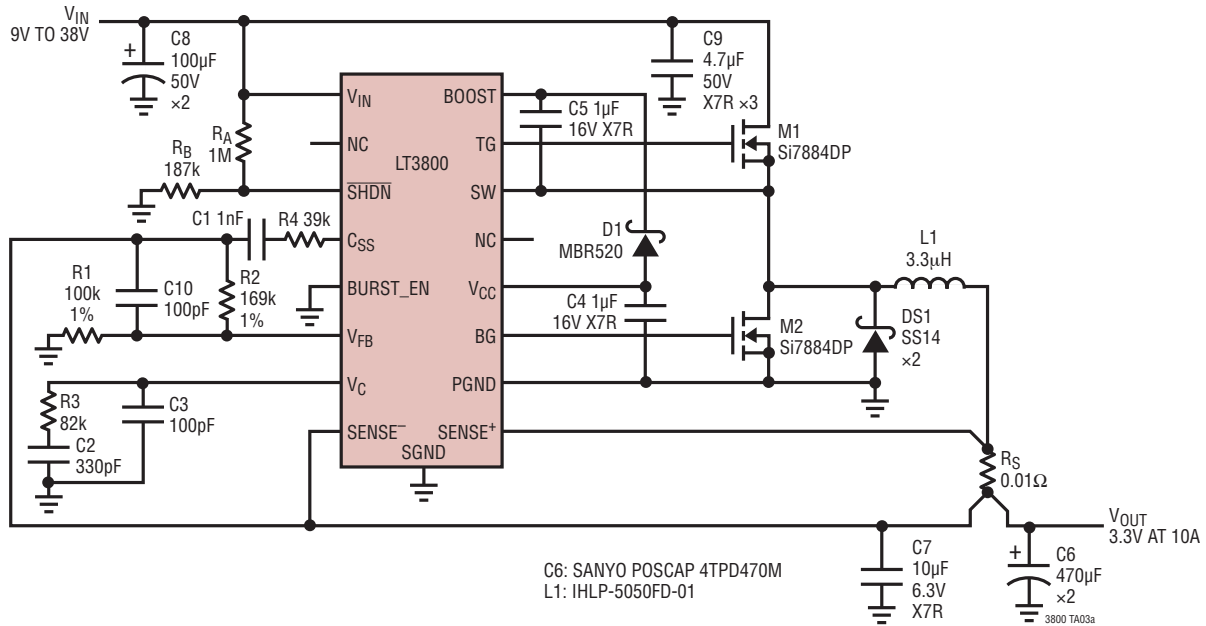 VIN
9V TO 38V
C8
100µF
50V
×2
+
RA
1M
RB
187k
C9
4.7µF
50V
X7R ×3
VIN
NC
SHDN
CSS
BURST_EN
VFB
VC
SENSE–
LT3800
BOOST
TG
SW
NC
VCC
BG
PGND
SENSE+
SGND
C5 1µF
16V X7R
M1
Si7884DP
C1 1nF
R4 39k
D1
MBR520
L1
3.3µH
R1
100k
1%
C10
100pF
R2
169k
1%
C4 1µF
16V X7R
M2
Si7884DP
DS1
SS14
×2
R3
82k
C2
330pF
C3
100pF
RS
0.01Ω
VOUT
3.3V AT 10A
C6: SANYO POSCAP 4TPD470M
L1: IHLP-5050FD-01
C7
10µF
6.3V
X7R
+
C6
470µF
×2
3800 TA03a